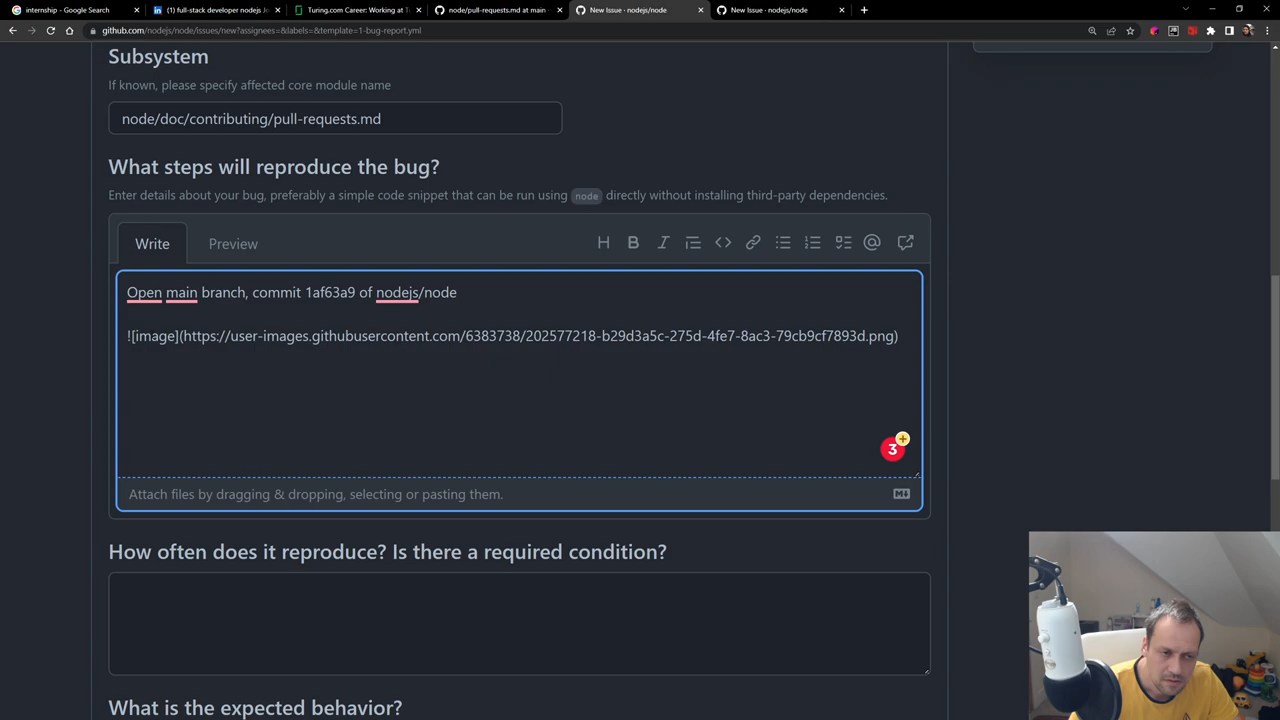 internship - Google Search
(1) full-stack developer nodejs Jo
Turing.com Career: Working at T
node/pull-requests.md at main ·
New Issue · nodejs/node
New Issue · nodejs/node
github.com/nodejs/node/issues/new?assignees=&labels=&template=1-bug-report.yml
Subsystem
If known, please specify affected core module name
node/doc/contributing/pull-requests.md
What steps will reproduce the bug?
Enter details about your bug, preferably a simple code snippet that can be run using node directly without installing third-party dependencies.
Write
Preview
Open main branch, commit 1af63a9 of nodejs/node
![image](https://user-images.githubusercontent.com/6383738/202577218-b29d3a5c-275d-4fe7-8ac3-79cb9cf7893d.png)
3
Attach files by dragging & dropping, selecting or pasting them.
How often does it reproduce? Is there a required condition?
What is the expected behavior?